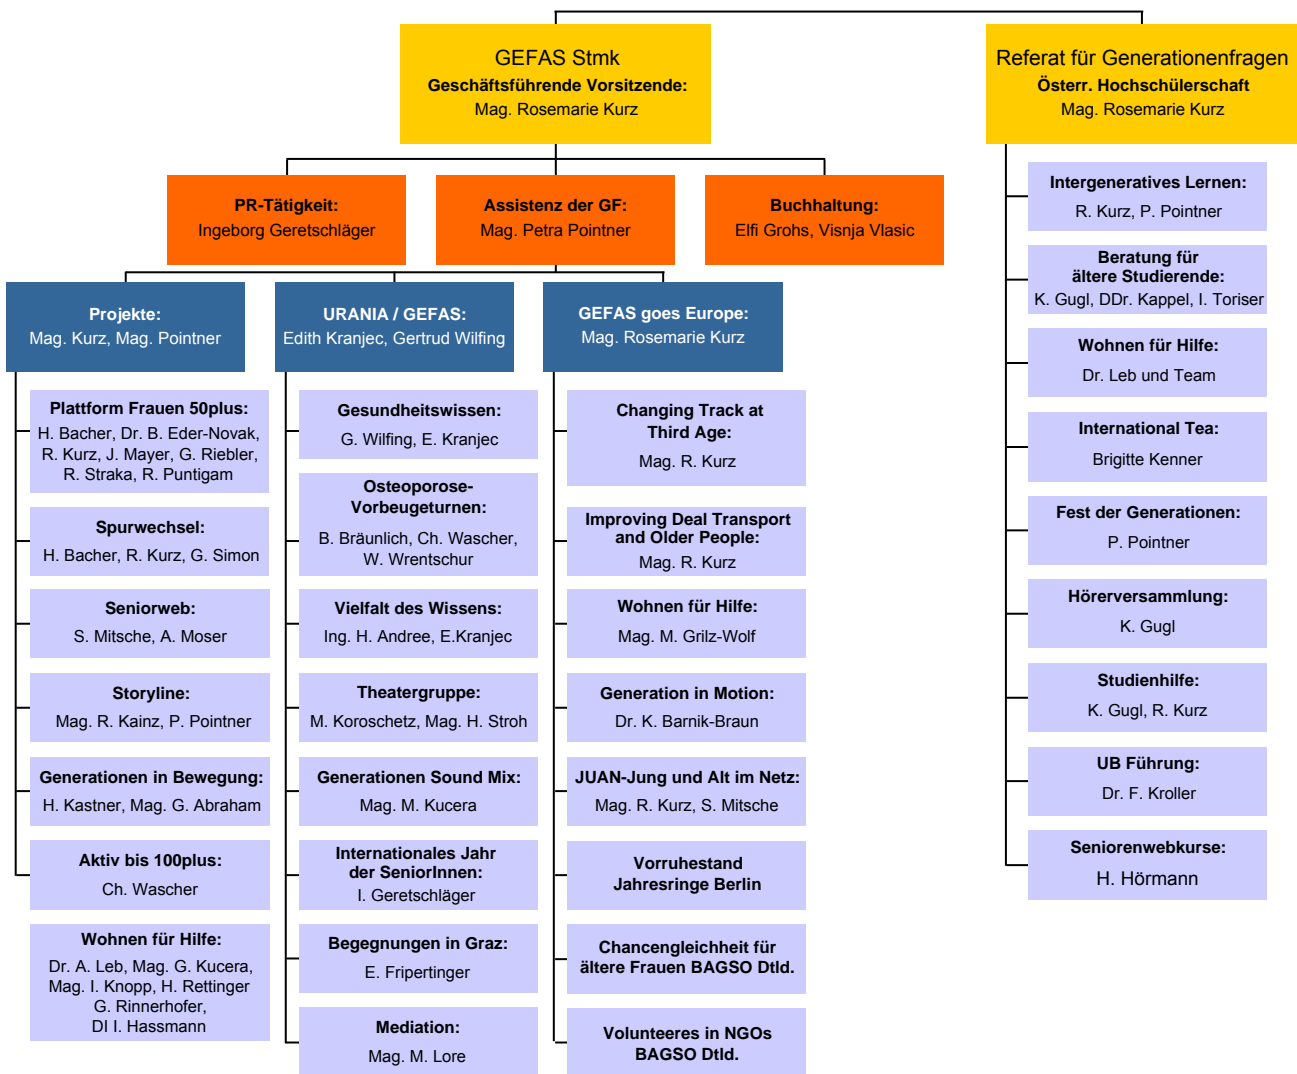 GEFAS Stmk
Geschäftsführende Vorsitzende:
Mag. Rosemarie Kurz
Referat für Generationenfragen
Österr. Hochschülerschaft
Mag. Rosemarie Kurz
PR-Tätigkeit:
Ingeborg Geretschläger
Assistenz der GF:
Mag. Petra Pointner
Buchhaltung:
Elfi Grohs, Visnja Vlasic
Projekte:
Mag. Kurz, Mag. Pointner
Plattform Frauen 50plus:
H. Bacher, Dr. B. Eder-Novak,
R. Kurz, J. Mayer, G. Riebler,
R. Straka, R. Puntigam
Spurwechsel:
H. Bacher, R. Kurz, G. Simon
Seniorweb:
S. Mitsche, A. Moser
Storyline:
Mag. R. Kainz, P. Pointner
Generationen in Bewegung:
H. Kastner, Mag. G. Abraham
Aktiv bis 100plus:
Ch. Wascher
Wohnen für Hilfe:
Dr. A. Leb, Mag. G. Kucera,
Mag. I. Knopp, H. Rettinger
G. Rinnerhofer,
DI I. Hassmann
URANIA / GEFAS:
Edith Kranjec, Gertrud Wilfing
Gesundheitswissen:
G. Wilfing, E. Kranjec
Osteoporose-
Vorbeugeturnen:
B. Bräunlich, Ch. Wascher,
W. Wrentschur
Vielfalt des Wissens:
Ing. H. Andree, E.Kranjec
Theatergruppe:
M. Koroschetz, Mag. H. Stroh
Generationen Sound Mix:
Mag. M. Kucera
Internationales Jahr
der SeniorInnen:
I. Geretschläger
Begegnungen in Graz:
E. Fripertinger
Mediation:
Mag. M. Lore
GEFAS goes Europe:
Mag. Rosemarie Kurz
Changing Track at
Third Age:
Mag. R. Kurz
Improving Deal Transport
and Older People:
Mag. R. Kurz
Wohnen für Hilfe:
Mag. M. Grilz-Wolf
Generation in Motion:
Dr. K. Barnik-Braun
JUAN-Jung und Alt im Netz:
Mag. R. Kurz, S. Mitsche
Vorruhestand
Jahresringe Berlin
Chancengleichheit für
ältere Frauen BAGSO Dtld.
Volunteeres in NGOs
BAGSO Dtld.
Intergeneratives Lernen:
R. Kurz, P. Pointner
Beratung für
ältere Studierende:
K. Gugl, DDr. Kappel, I. Toriser
Wohnen für Hilfe:
Dr. Leb und Team
International Tea:
Brigitte Kenner
Fest der Generationen:
P. Pointner
Hörerversammlung:
K. Gugl
Studienhilfe:
K. Gugl, R. Kurz
UB Führung:
Dr. F. Kroller
Seniorenwebkurse:
H. Hörmann